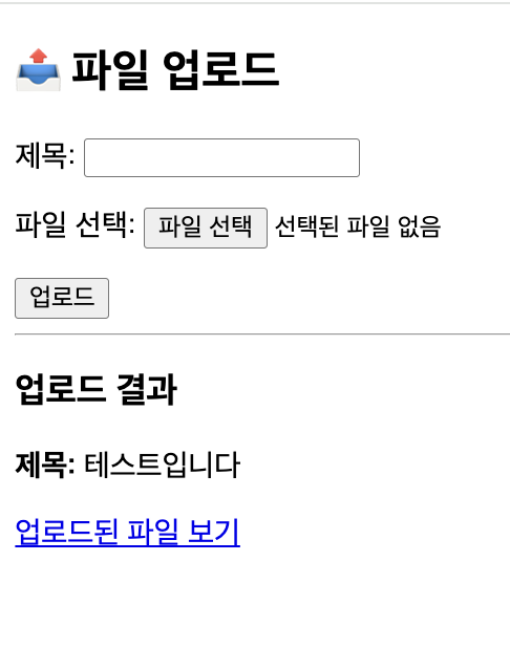 📤 파일 업로드
제목:
파일 선택: 파일 선택 선택된 파일 없음
업로드
업로드 결과
제목: 테스트입니다
업로드된 파일 보기